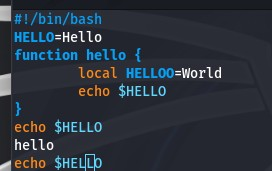 #!/bin/bash
HELLO=Hello
function hello {
        local HELLOO=World
        echo $HELLO
}
echo $HELLO
hello
echo $HELLO